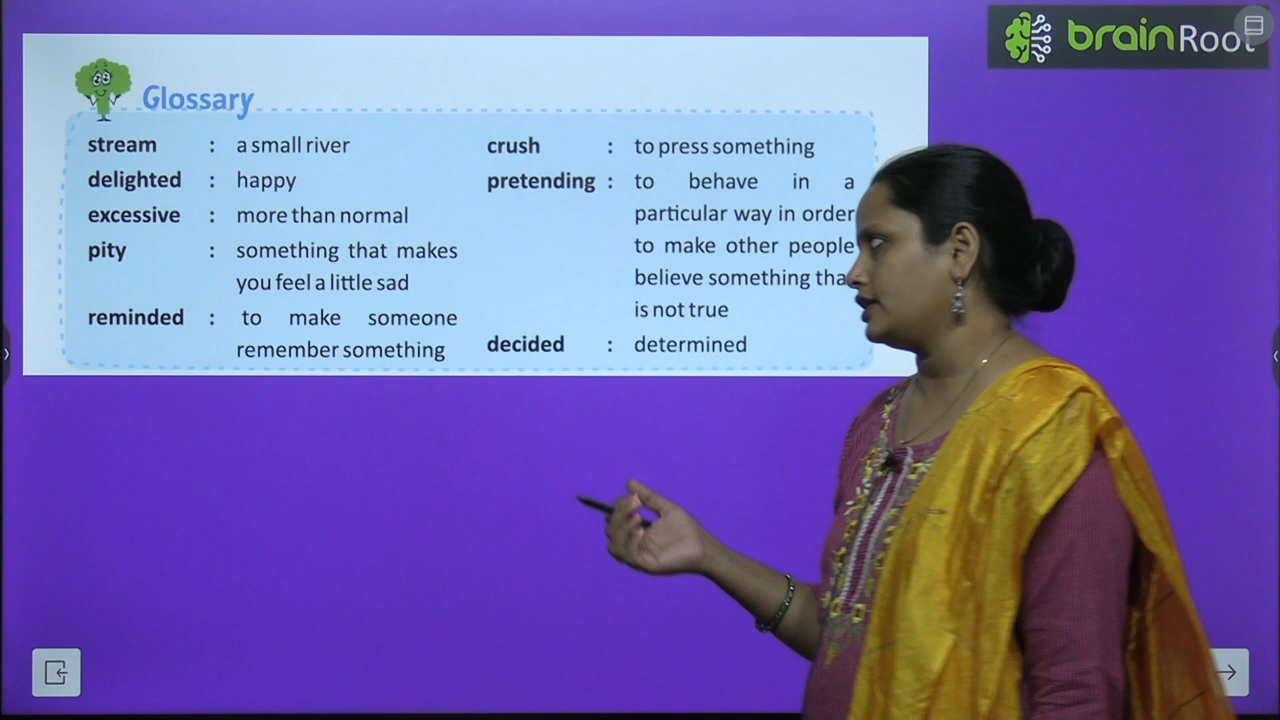 brainRoot
Glossary
stream : a small river
delighted : happy
excessive : more than normal
pity : something that makes
you feel a little sad
reminded : to make someone
remember something
crush : to press something
pretending : to behave in a
particular way in order
to make other people
believe something
is not true
decided : determined